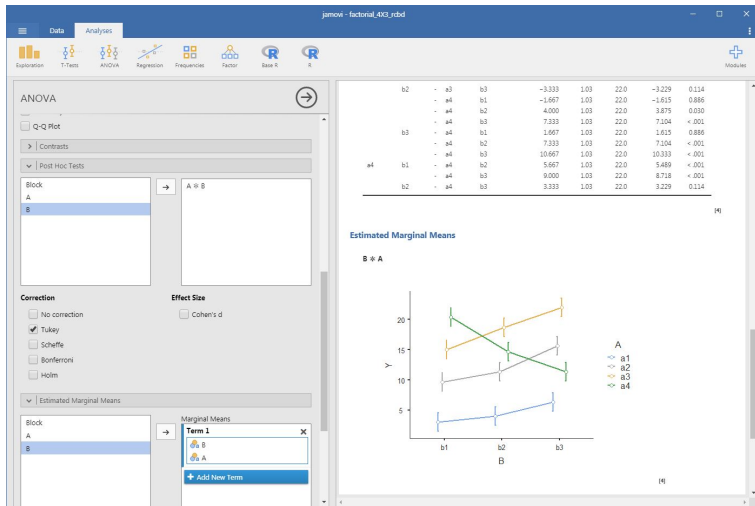 jamovi - factorial_4X3_rcbd
Data Analyses
Exploration T-Tests ANOVA Regression Frequencies Factor Base R R Modules
ANOVA
Q-Q Plot
Contrasts
Post Hoc Tests
Block
A
B
A ✻ B
Correction
No correction
Tukey
Scheffe
Bonferroni
Holm
Effect Size
Cohen's d
Estimated Marginal Means
Block
A
B
Marginal Means
Term 1
B
A
Add New Term
b2 - a3 b3 −3.333 1.03 22.0 −3.229 0.114
- a4 b1 −1.667 1.03 22.0 −1.615 0.886
- a4 b2 4.000 1.03 22.0 3.875 0.030
- a4 b3 7.333 1.03 22.0 7.104 < .001
b3 - a4 b1 1.667 1.03 22.0 1.615 0.886
- a4 b2 7.333 1.03 22.0 7.104 < .001
- a4 b3 10.667 1.03 22.0 10.333 < .001
a4 b1 - a4 b2 5.667 1.03 22.0 5.489 < .001
- a4 b3 9.000 1.03 22.0 8.718 < .001
b2 - a4 b3 3.333 1.03 22.0 3.229 0.114
[4]
Estimated Marginal Means
B ✻ A
20
15
10
5
Y
b1 b2 b3
B
A
a1
a2
a3
a4
[4]